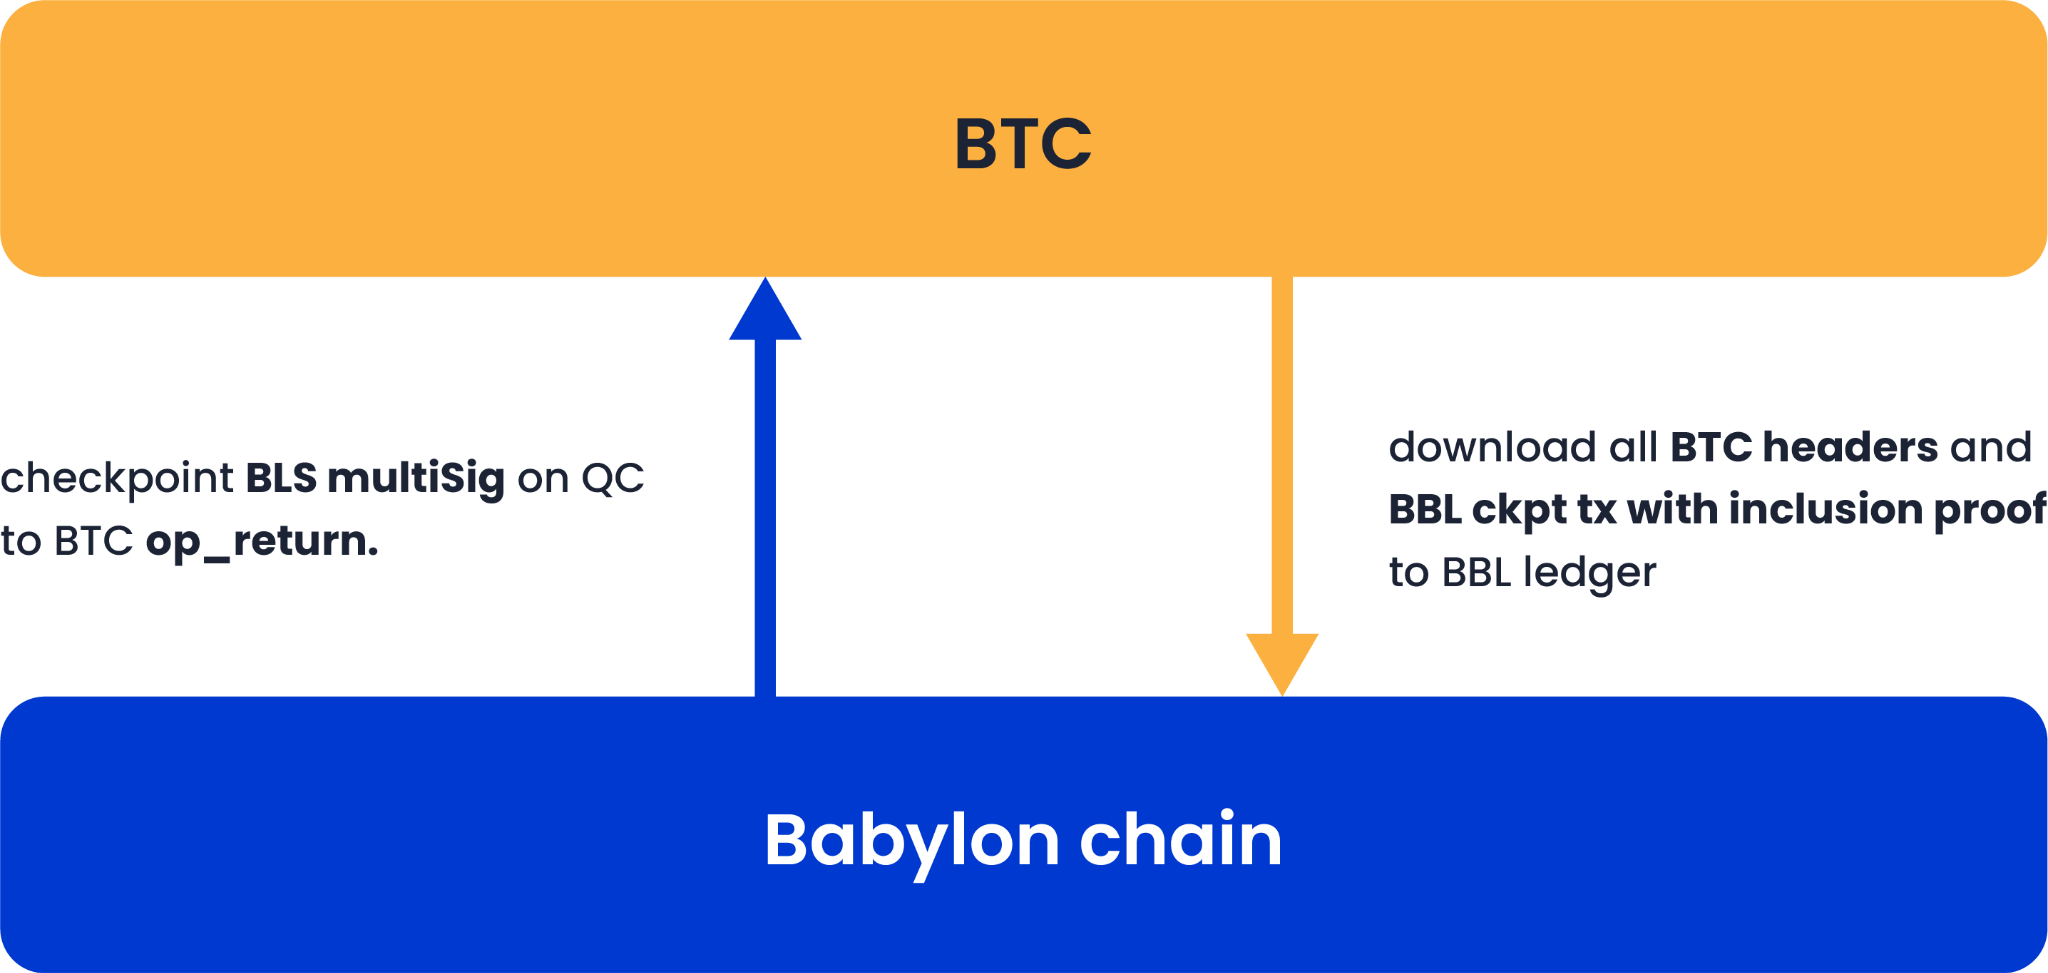 BTC
checkpoint BLS multiSig on QC
to BTC op_return.
download all BTC headers and
BBL ckpt tx with inclusion proof
to BBL ledger
Babylon chain